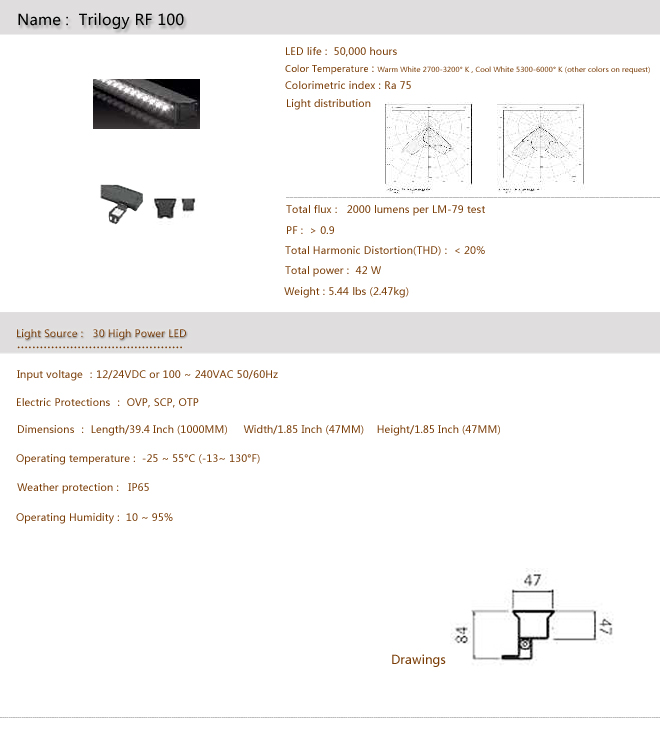 Name : Trilogy RF 100
LED life : 50,000 hours
Color Temperature : Warm White 2700-3200° K , Cool White 5300-6000° K (other colors on request)
Colorimetric index : Ra 75
Light distribution
Total flux : 2000 lumens per LM-79 test
PF : > 0.9
Total Harmonic Distortion(THD) : < 20%
Total power : 42 W
Weight : 5.44 lbs (2.47kg)
Light Source : 30 High Power LED
Input voltage : 12/24VDC or 100 ~ 240VAC 50/60Hz
Electric Protections : OVP, SCP, OTP
Dimensions : Length/39.4 Inch (1000MM) Width/1.85 Inch (47MM) Height/1.85 Inch (47MM)
Operating temperature : -25 ~ 55°C (-13~ 130°F)
Weather protection : IP65
Operating Humidity : 10 ~ 95%
47
84
47
Drawings